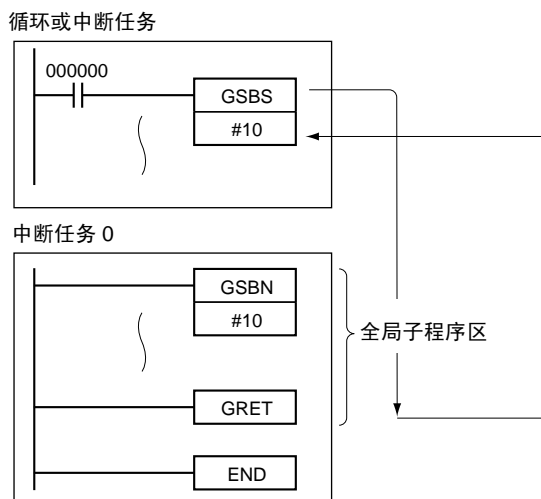 循环或中断任务
000000
GSBS
#10
中断任务 0
GSBN
#10
全局子程序区
GRET
END